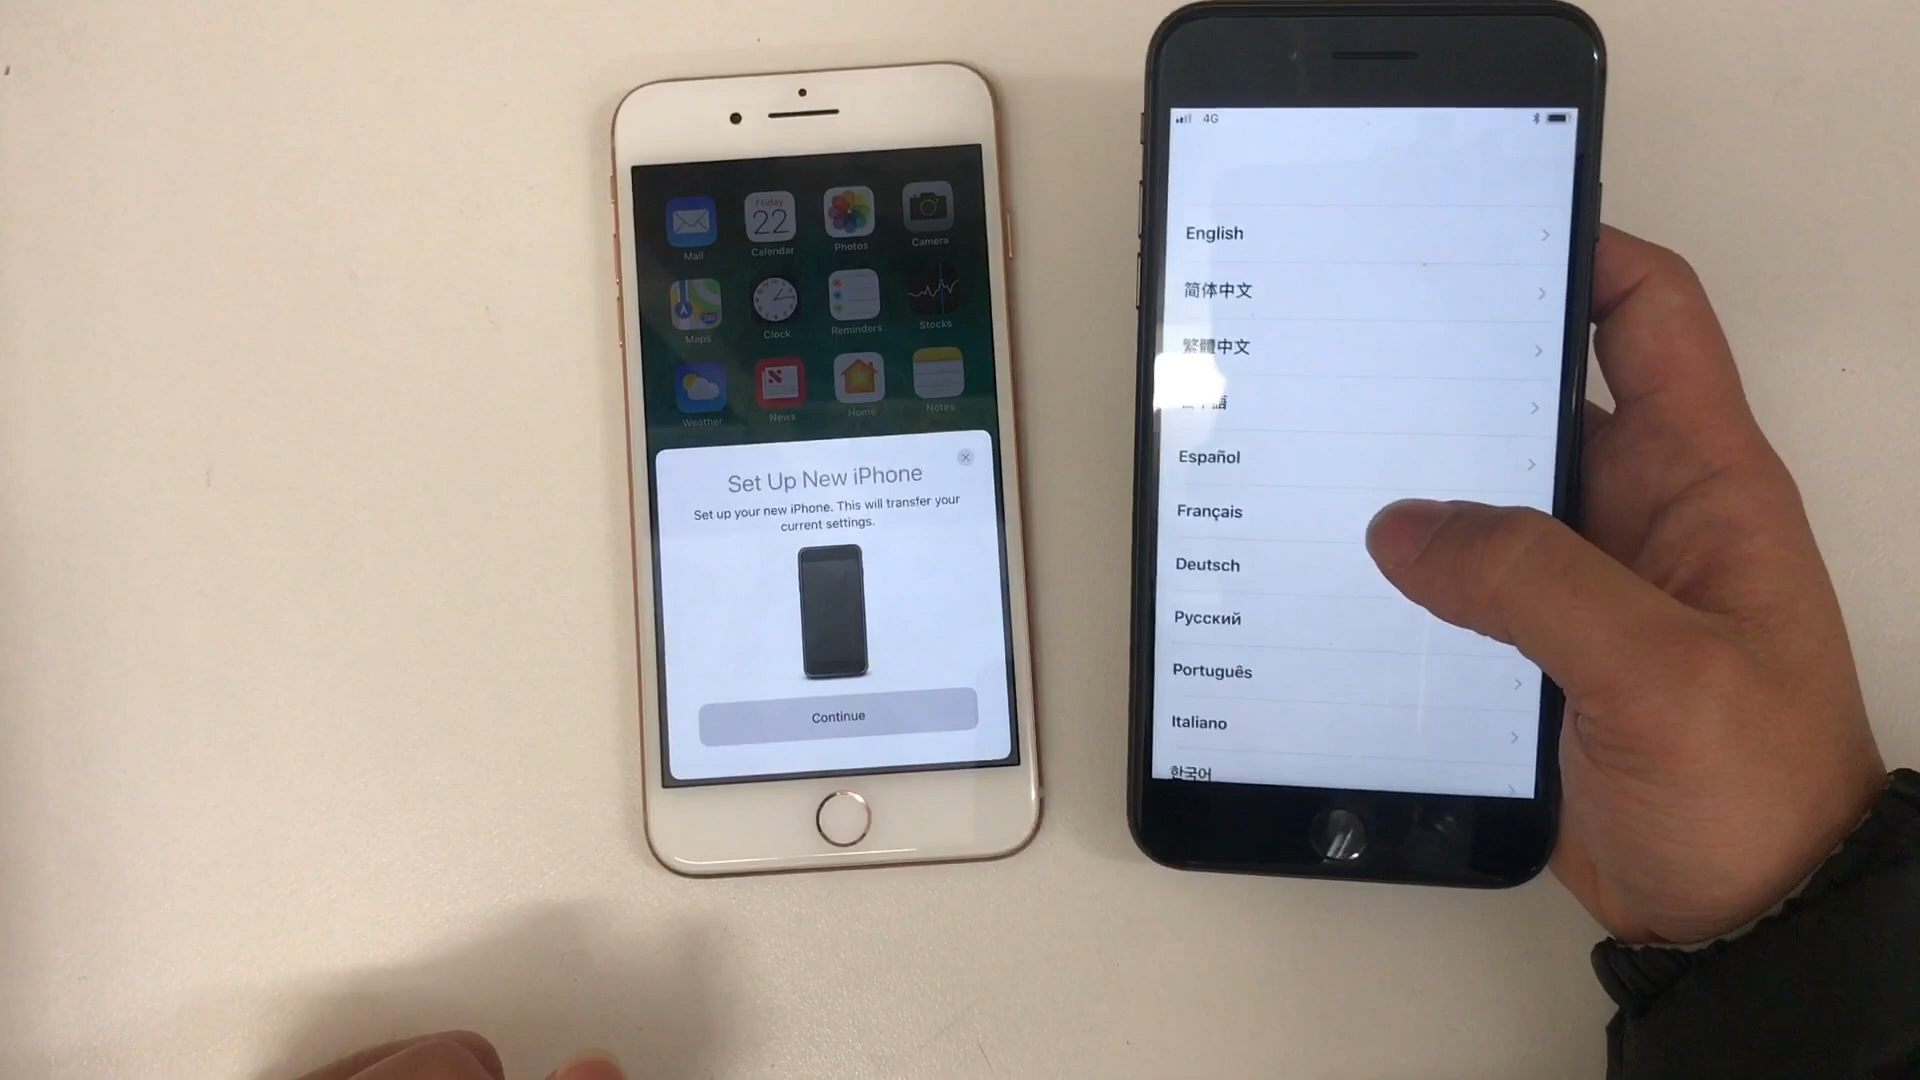 Friday
22
Mail
Calendar
Photos
Camera
Maps
Clock
Reminders
Stocks
Weather
News
Home
Notes
Set Up New iPhone
Set up your new iPhone. This will transfer your
current settings.
Continue
4G
English
简体中文
繁體中文
Español
Français
Deutsch
Русский
Português
Italiano
한국어